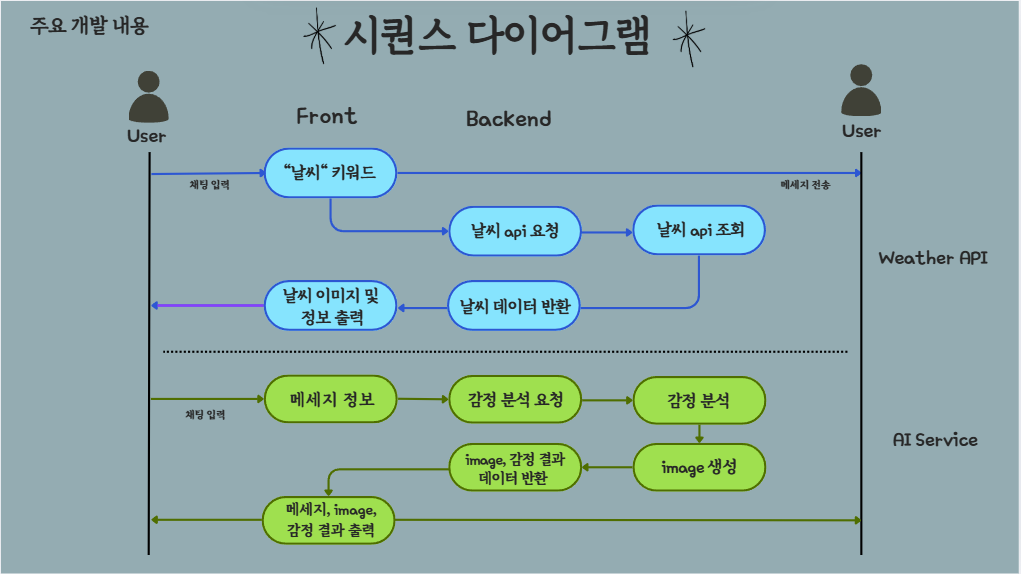 주요 개발 내용
시퀀스 다이어그램
User
Front
Backend
User
"날씨" 키워드
채팅 입력
메세지 전송
날씨 api 요청
날씨 api 조회
Weather API
날씨 이미지 및
정보 출력
날씨 데이터 반환
메세지 정보
감정 분석 요청
감정 분석
채팅 입력
AI Service
image, 감정 결과
데이터 반환
image 생성
메세지, image,
감정 결과 출력